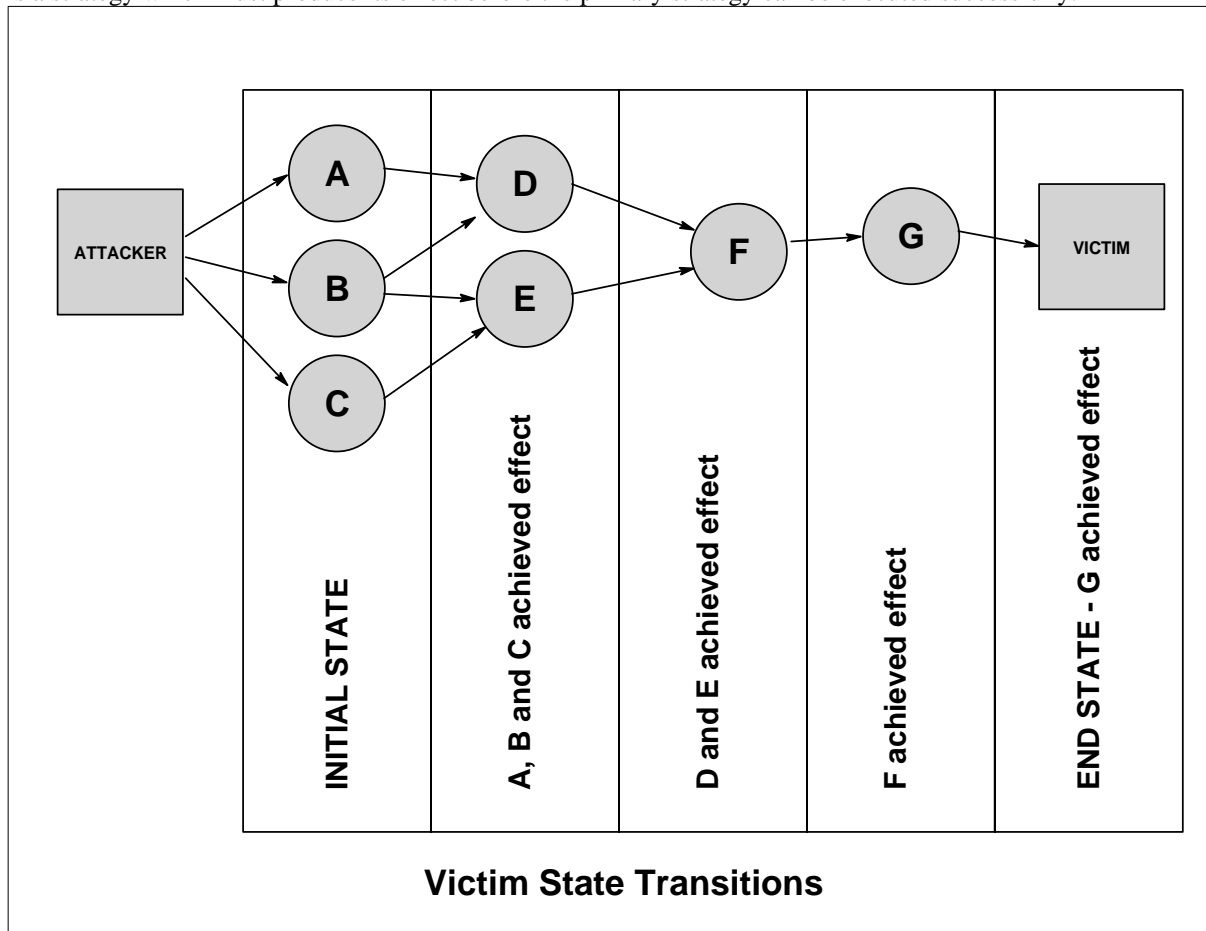 A
D
ATTACKER
B
E
F
G
VICTIM
C
INITIAL STATE
A, B and C achieved effect
D and E achieved effect
F achieved effect
END STATE - G achieved effect
Victim State Transitions